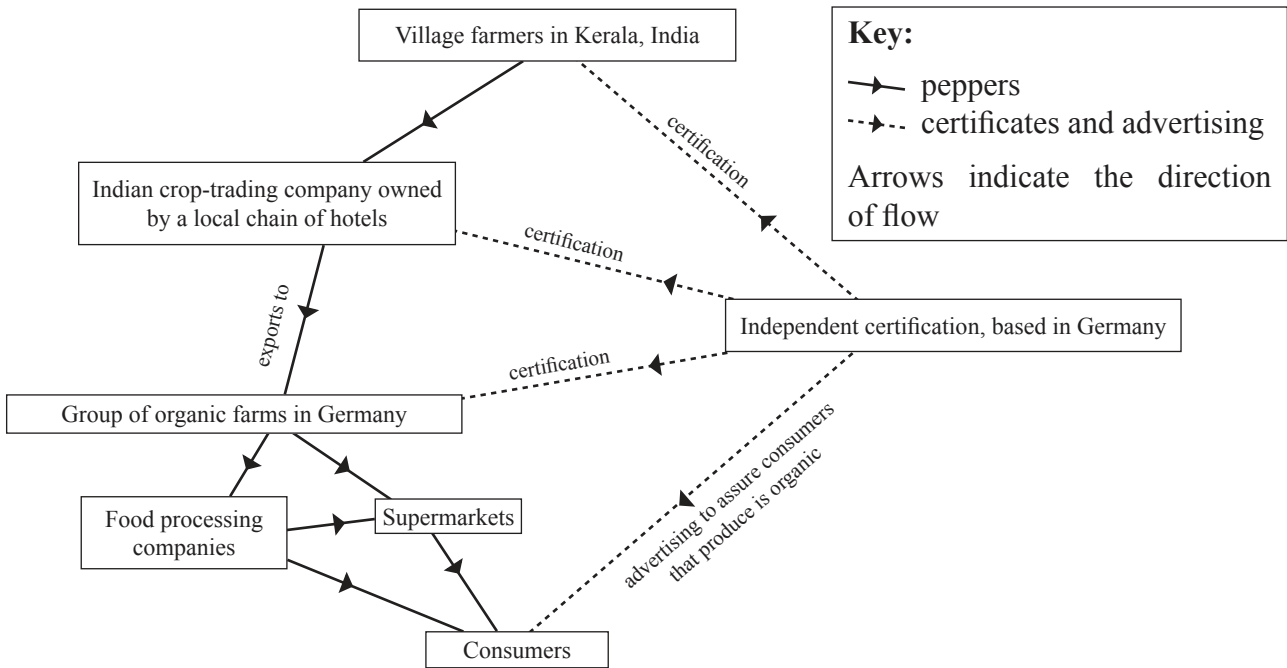 Village farmers in Kerala, India
Key:
peppers
certificates and advertising
Arrows indicate the direction
of flow
certification
Indian crop-trading company owned
by a local chain of hotels
certification
exports to
Independent certification, based in Germany
certification
Group of organic farms in Germany
advertising to assure consumers
that produce is organic
Food processing
companies
Supermarkets
Consumers